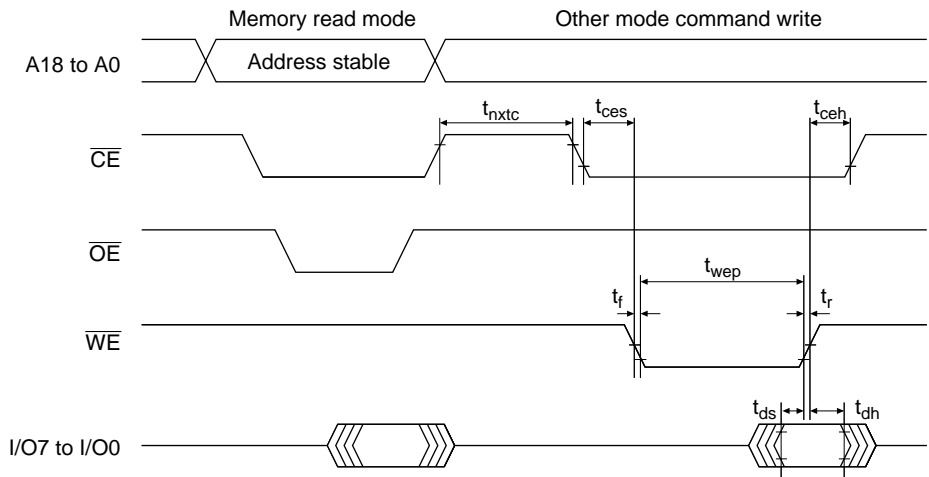 Memory read mode Other mode command write
A18 to A0 Address stable
tnxtc tces tceh
CE
OE
twep
tf tr
WE
tds tdh
I/O7 to I/O0